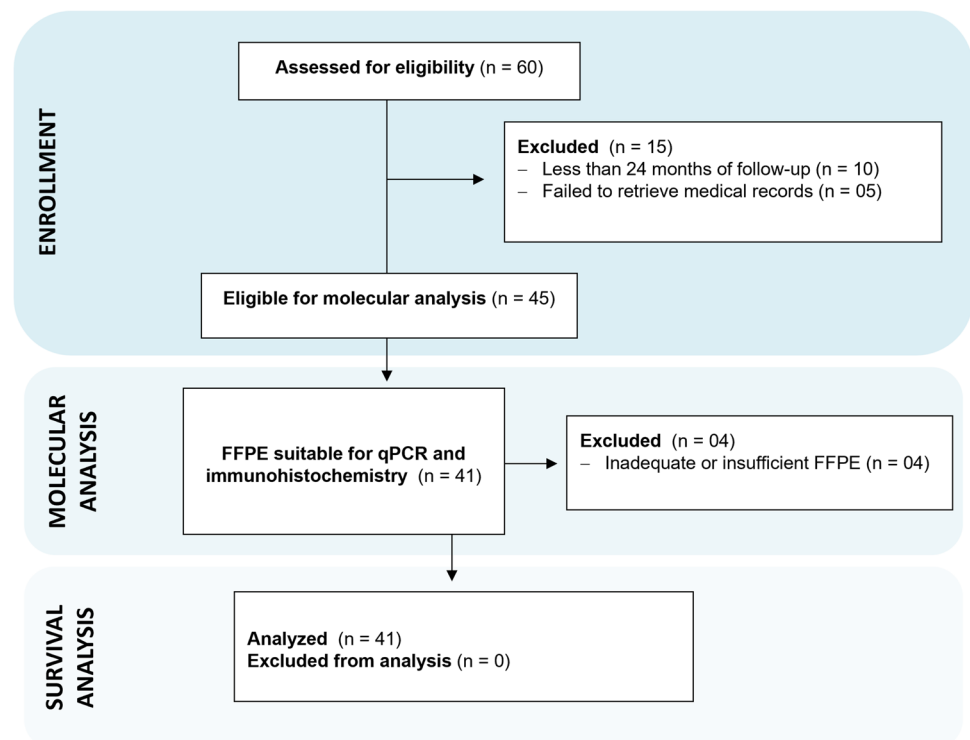 ENROLLMENT
Assessed for eligibility (n = 60)
Excluded (n = 15)
– Less than 24 months of follow-up (n = 10)
– Failed to retrieve medical records (n = 05)
Eligible for molecular analysis (n = 45)
MOLECULAR
ANALYSIS
FFPE suitable for qPCR and
immunohistochemistry (n = 41)
Excluded (n = 04)
– Inadequate or insufficient FFPE (n = 04)
SURVIVAL
ANALYSIS
Analyzed (n = 41)
Excluded from analysis (n = 0)